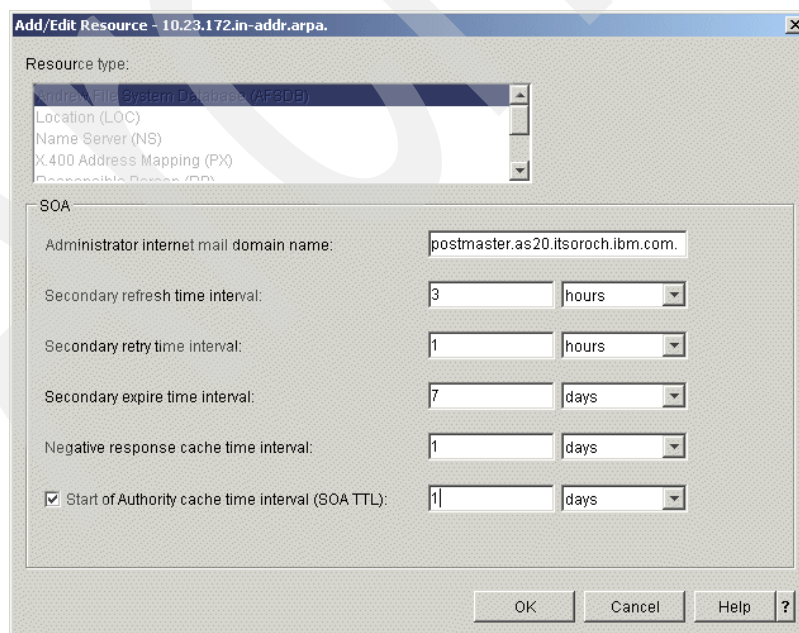 Add/Edit Resource - 10.23.172.in-addr.arpa.
Resource type:
Andrew File System Database (AFSDB)
Location (LOC)
Name Server (NS)
X.400 Address Mapping (PX)
Responsible Person (RP)
SOA
Administrator internet mail domain name: postmaster.as20.itsoroch.ibm.com.
Secondary refresh time interval: 3 hours
Secondary retry time interval: 1 hours
Secondary expire time interval: 7 days
Negative response cache time interval: 1 days
Start of Authority cache time interval (SOA TTL): 1 days
OK Cancel Help ?